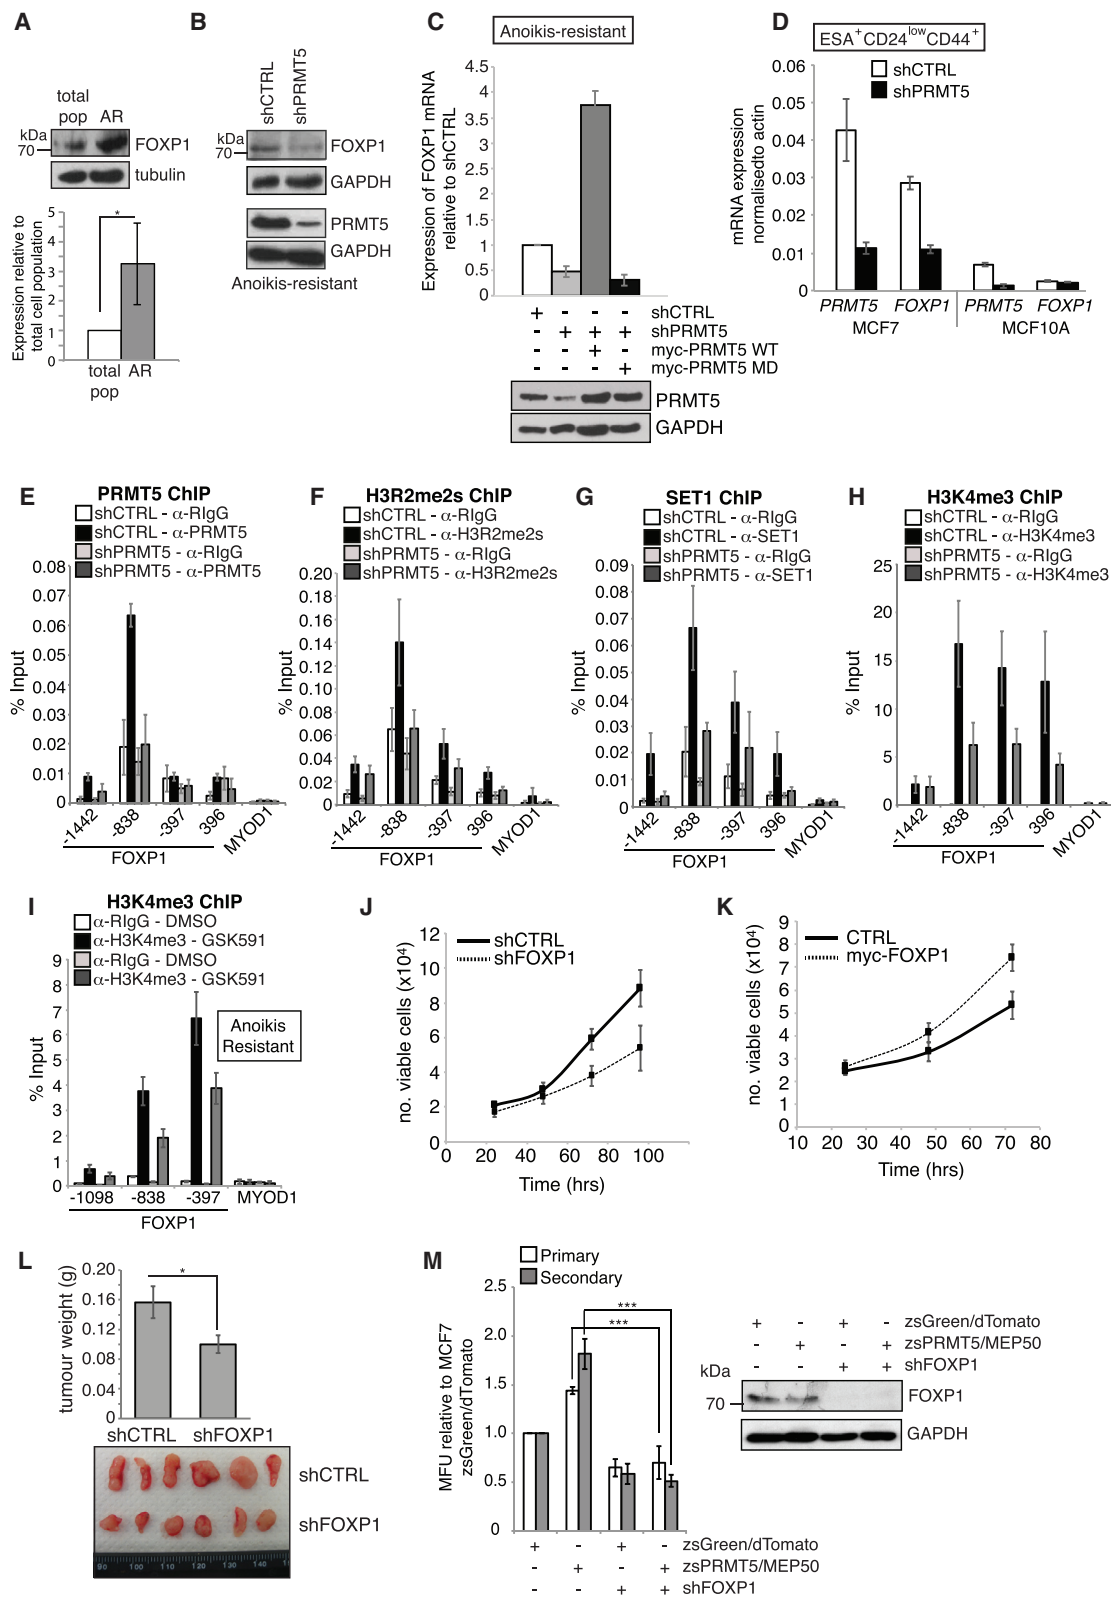 A
total pop
AR
kDa
70
FOXP1
tubulin
Expression relative to
total cell population
5
4
3
2
1
0
*
total pop
AR
B
shCTRL
shPRMT5
kDa
70
FOXP1
GAPDH
PRMT5
GAPDH
Anoikis-resistant
C
Anoikis-resistant
Expression of FOXP1 mRNA
relative to shCTRL
4.5
4
3.5
3
2.5
2
1.5
1
0.5
0
+ - - - shCTRL
- + + + shPRMT5
- - + - myc-PRMT5 WT
- - - + myc-PRMT5 MD
PRMT5
GAPDH
D
ESA+CD24lowCD44+
shCTRL
shPRMT5
mRNA expression
normalisedto actin
0.06
0.05
0.04
0.03
0.02
0.01
0
PRMT5 FOXP1 PRMT5 FOXP1
MCF7 MCF10A
E
PRMT5 ChIP
shCTRL - α-RIgG
shCTRL - α-PRMT5
shPRMT5 - α-RIgG
shPRMT5 - α-PRMT5
% Input
0.08
0.07
0.06
0.05
0.04
0.03
0.02
0.01
0
-1442 -838 -397 396 MYOD1
FOXP1
F
H3R2me2s ChIP
shCTRL - α-RIgG
shCTRL - α-H3R2me2s
shPRMT5 - α-RIgG
shPRMT5 - α-H3R2me2s
% Input
0.20
0.18
0.16
0.14
0.12
0.10
0.08
0.06
0.04
0.02
0
-1442 -838 -397 396 MYOD1
FOXP1
G
SET1 ChIP
shCTRL - α-RIgG
shCTRL - α-SET1
shPRMT5 - α-RIgG
shPRMT5 - α-SET1
% Input
0.09
0.08
0.07
0.06
0.05
0.04
0.03
0.02
0.01
0
-1442 -838 -397 396 MYOD1
FOXP1
H
H3K4me3 ChIP
shCTRL - α-RIgG
shCTRL - α-H3K4me3
shPRMT5 - α-RIgG
shPRMT5 - α-H3K4me3
% Input
25
20
15
10
5
0
-1442 -838 -397 396 MYOD1
FOXP1
I
H3K4me3 ChIP
α-RIgG - DMSO
α-H3K4me3 - GSK591
α-RIgG - DMSO
α-H3K4me3 - GSK591
Anoikis
Resistant
% Input
9
8
7
6
5
4
3
2
1
0
-1098 -838 -397 MYOD1
FOXP1
J
shCTRL
shFOXP1
no. viable cells (x10⁴)
12
10
8
6
4
2
0
0 20 40 60 80 100
Time (hrs)
K
CTRL
myc-FOXP1
no. viable cells (x10⁴)
9
8
7
6
5
4
3
2
1
0
10 20 30 40 50 60 70 80
Time (hrs)
L
tumour weight (g)
0.20
0.16
0.12
0.08
0.04
0
*
shCTRL shFOXP1
shCTRL
shFOXP1
90 100 110 120 130 140
M
Primary
Secondary
MFU relative to MCF7
zsGreen/dTomato
2.5
2.0
1.5
1.0
0.5
0
***
***
+ - + - zsGreen/dTomato
- + - + zsPRMT5/MEP50
- - + + shFOXP1
+ - + - zsGreen/dTomato
- + - + zsPRMT5/MEP50
- - + + shFOXP1
kDa
70
FOXP1
GAPDH